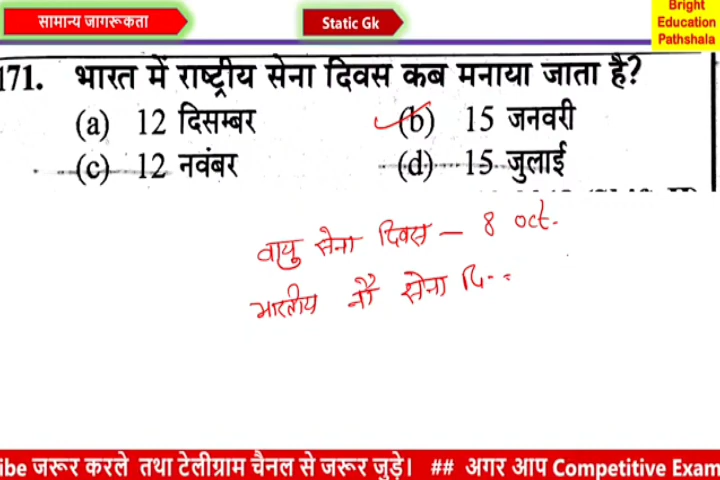 सामान्य जागरूकता
Static Gk
Bright
Education
Pathshala
171. भारत में राष्ट्रीय सेना दिवस कब मनाया जाता है?
(a) 12 दिसम्बर
(b) 15 जनवरी
(c) 12 नवंबर
(d) 15 जुलाई
वायु सेना दिवस – 8 oct.
भारतीय नौ सेना दि--
ibe जरूर करले तथा टेलीग्राम चैनल से जरूर जुड़े। ## अगर आप Competitive Exam